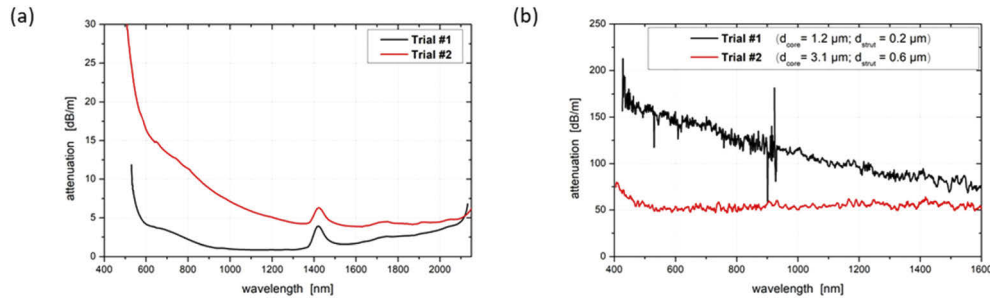 (a)
30
25
20
15
10
5
0
attenuation [dB/m]
400 600 800 1000 1200 1400 1600 1800 2000
wavelength [nm]
Trial #1
Trial #2
(b)
250
200
150
100
50
0
attenuation [dB/m]
400 600 800 1000 1200 1400 1600
wavelength [nm]
Trial #1 (dcore = 1.2 µm; dstrut = 0.2 µm)
Trial #2 (dcore = 3.1 µm; dstrut = 0.6 µm)